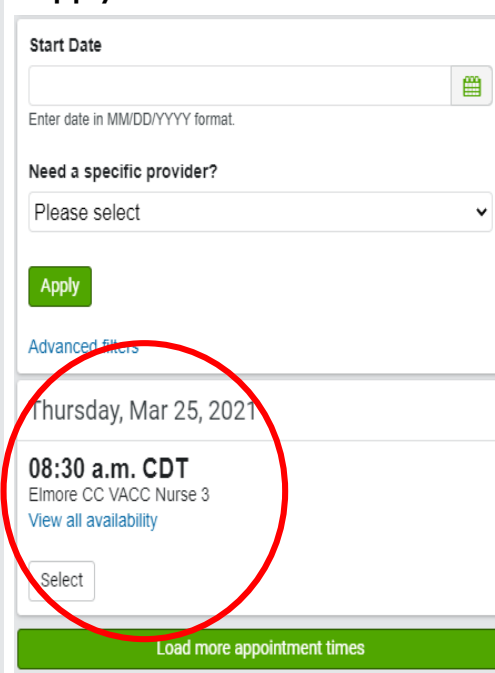 Start Date
Enter date in MM/DD/YYYY format.
Need a specific provider?
Please select
Apply
Advanced filters
Thursday, Mar 25, 2021
08:30 a.m. CDT
Elmore CC VACC Nurse 3
View all availability
Select
Load more appointment times